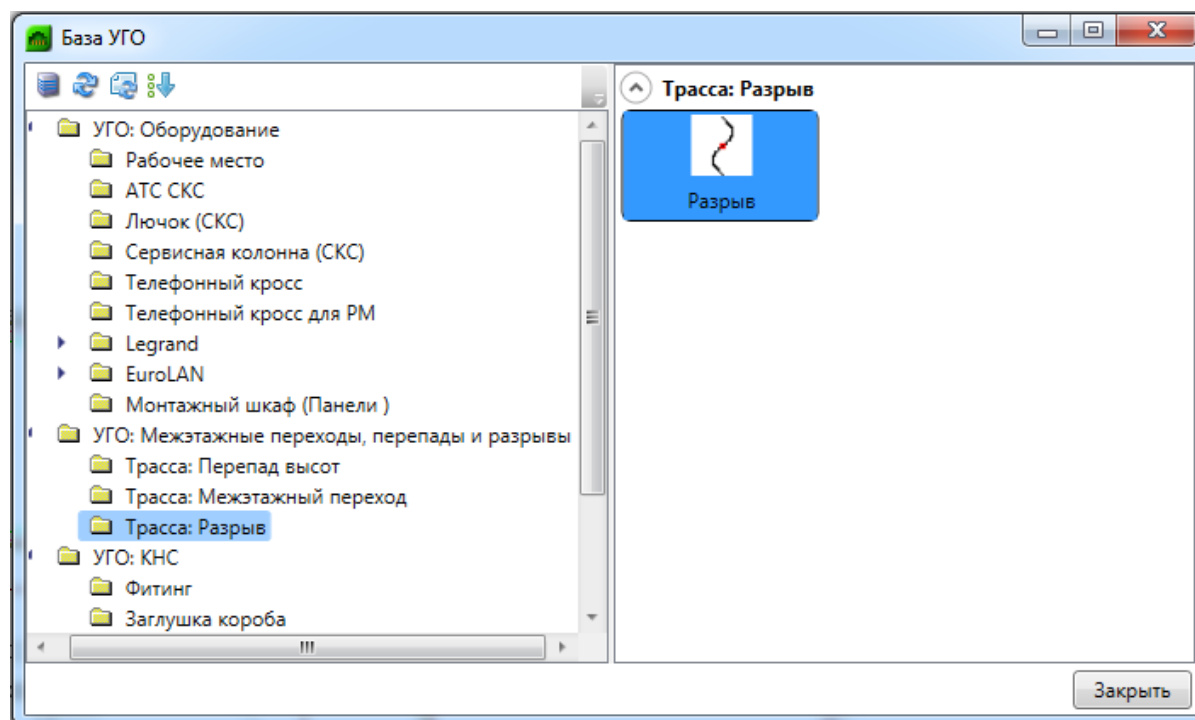 База УГО
УГО: Оборудование
Рабочее место
АТС СКС
Лючок (СКС)
Сервисная колонна (СКС)
Телефонный кросс
Телефонный кросс для РМ
Legrand
EuroLAN
Монтажный шкаф (Панели )
УГО: Межэтажные переходы, перепады и разрывы
Трасса: Перепад высот
Трасса: Межэтажный переход
Трасса: Разрыв
УГО: КНС
Фитинг
Заглушка короба
Трасса: Разрыв
Разрыв
Закрыть